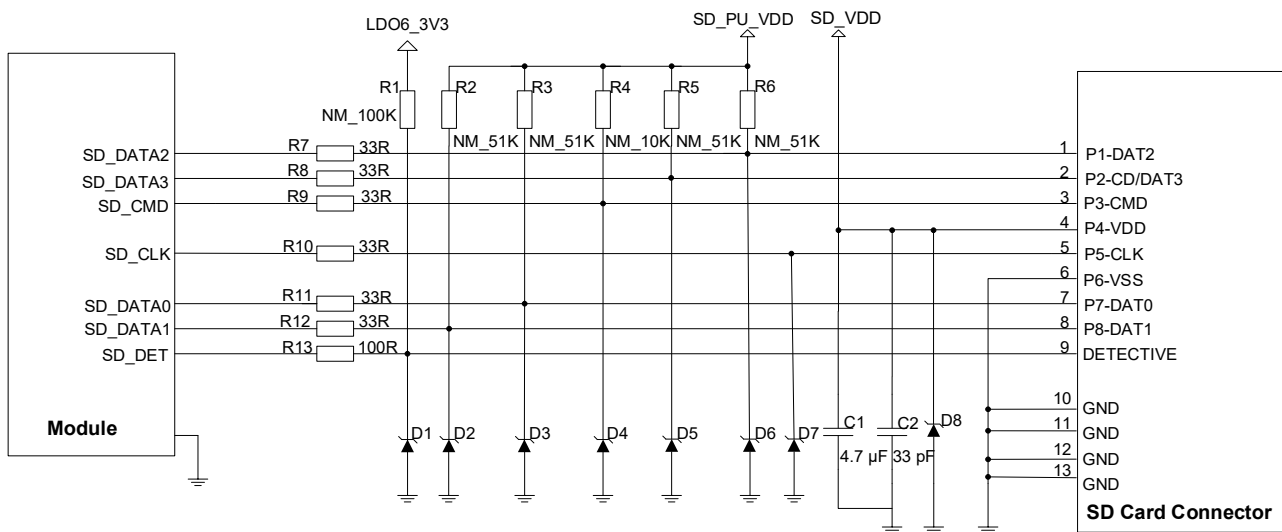 LDO6_3V3
SD_PU_VDD
SD_VDD
R1
R2
R3
R4
R5
R6
NM_100K
NM_51K
NM_51K
NM_10K
NM_51K
NM_51K
SD_DATA2
R7
33R
1
P1-DAT2
SD_DATA3
R8
33R
2
P2-CD/DAT3
SD_CMD
R9
33R
3
P3-CMD
4
P4-VDD
SD_CLK
R10
33R
5
P5-CLK
6
P6-VSS
SD_DATA0
R11
33R
7
P7-DAT0
SD_DATA1
R12
33R
8
P8-DAT1
SD_DET
R13
100R
9
DETECTIVE
10
GND
11
GND
12
GND
13
GND
Module
D1
D2
D3
D4
D5
D6
D7
C1
C2
D8
4.7 µF
33 pF
SD Card Connector